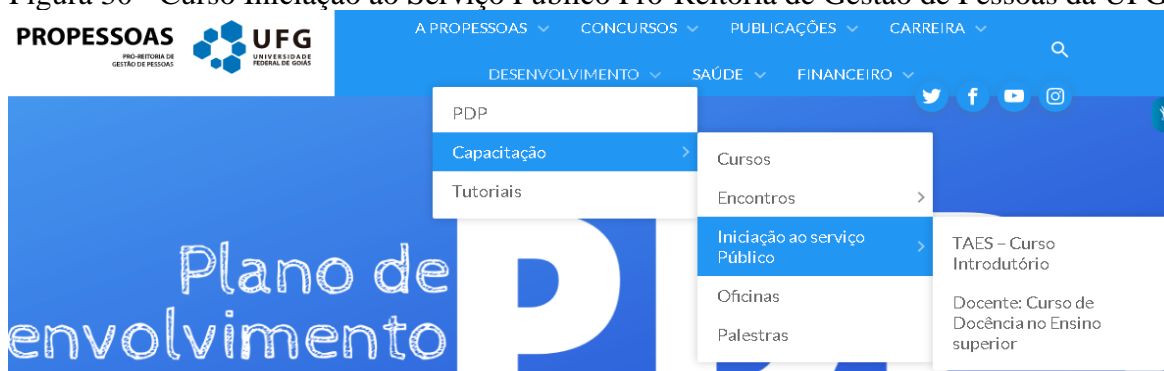 Figura 30 - Curso Iniciação ao Serviço Público Pró-Reitoria de Gestão de Pessoas da UFG
PROPESSOAS
PRÓ-REITORIA DE
GESTÃO DE PESSOAS
UFG
UNIVERSIDADE
FEDERAL DE GOIÁS
A PROPESSOAS
CONCURSOS
PUBLICAÇÕES
CARREIRA
DESENVOLVIMENTO
SAÚDE
FINANCEIRO
PDP
Capacitação
Tutoriais
Cursos
Encontros
Iniciação ao serviço
Público
Oficinas
Palestras
TAES – Curso
Introdutório
Docente: Curso de
Docência no Ensino
superior
Plano de
envolvimento